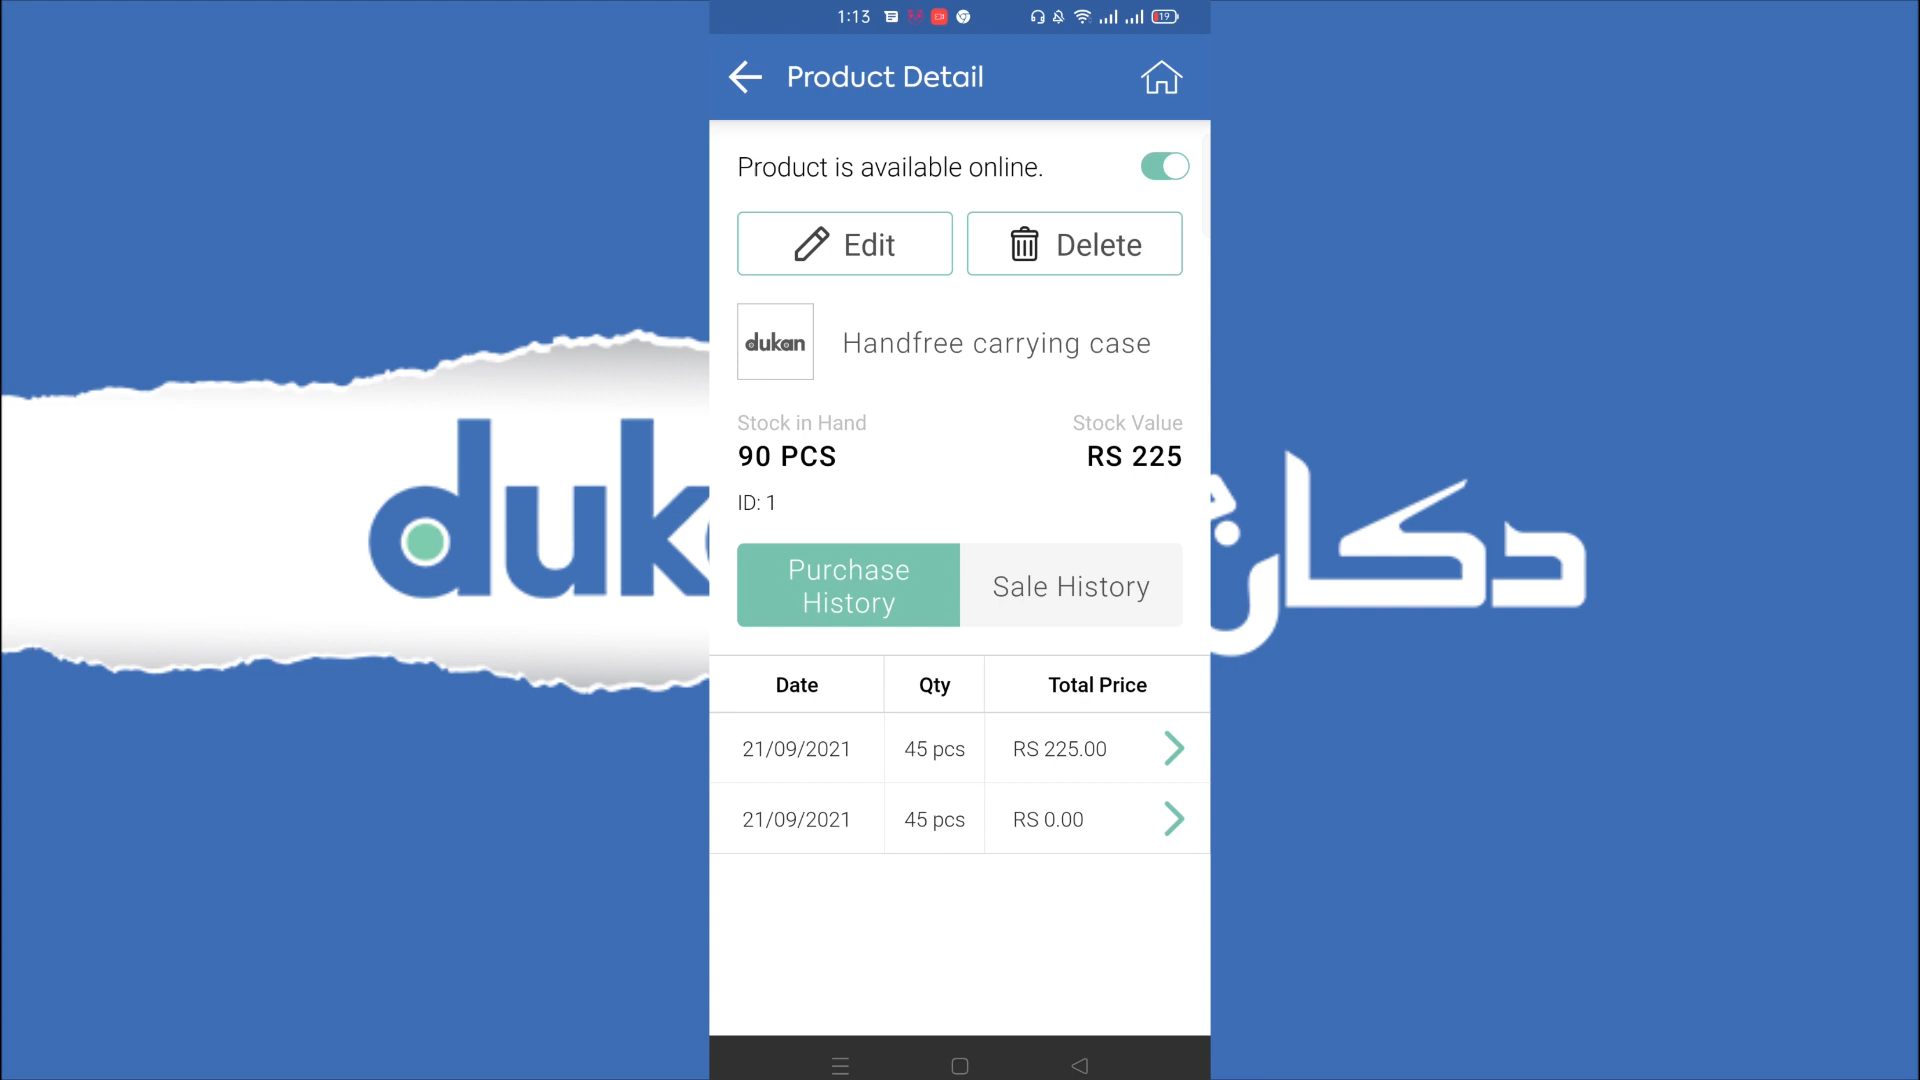 1:13
19
Product Detail
Product is available online.
Edit
Delete
dukan
Handfree carrying case
Stock in Hand
Stock Value
90 PCS
RS 225
ID: 1
Purchase
History
Sale History
Date
Qty
Total Price
21/09/2021
45 pcs
RS 225.00
21/09/2021
45 pcs
RS 0.00
duk
دکان